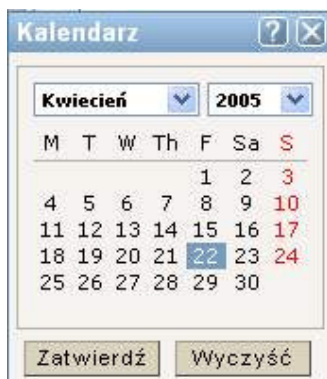 Kalendarz ? X
Kwiecień 2005
M T W Th F Sa S
1 2 3
4 5 6 7 8 9 10
11 12 13 14 15 16 17
18 19 20 21 22 23 24
25 26 27 28 29 30
Zatwierdź Wyczyść